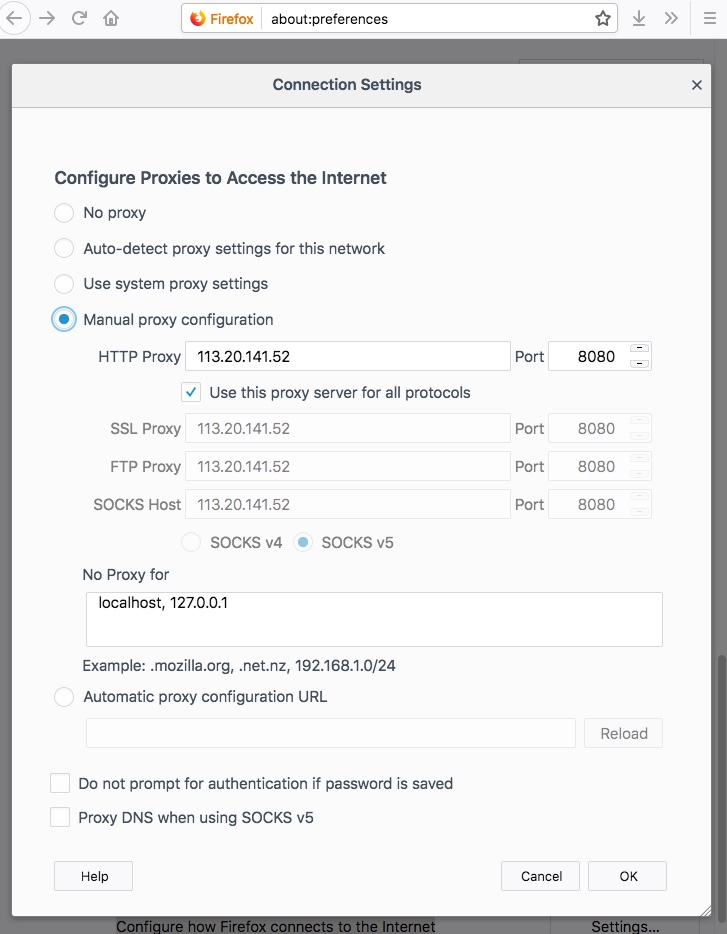 Firefox about:preferences
Connection Settings
Configure Proxies to Access the Internet
No proxy
Auto-detect proxy settings for this network
Use system proxy settings
Manual proxy configuration
HTTP Proxy 113.20.141.52 Port 8080
Use this proxy server for all protocols
SSL Proxy 113.20.141.52 Port 8080
FTP Proxy 113.20.141.52 Port 8080
SOCKS Host 113.20.141.52 Port 8080
SOCKS v4 SOCKS v5
No Proxy for
localhost, 127.0.0.1
Example: .mozilla.org, .net.nz, 192.168.1.0/24
Automatic proxy configuration URL
Reload
Do not prompt for authentication if password is saved
Proxy DNS when using SOCKS v5
Help Cancel OK
Configure how Firefox connects to the Internet Settings...